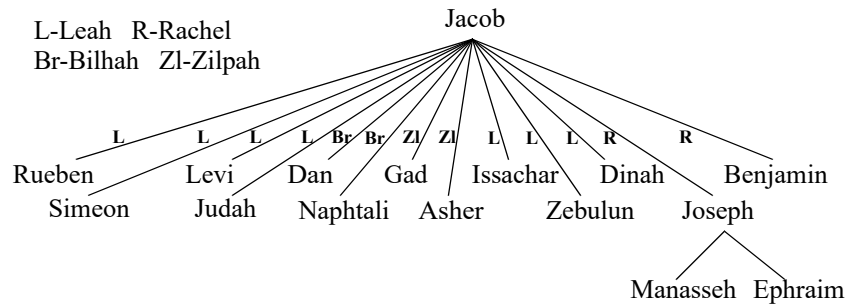 Jacob
L-Leah R-Rachel
Br-Bilhah Zl-Zilpah
L L L L Br Br Zl Zl L L L R R
Rueben Levi Dan Gad Issachar Dinah Benjamin
Simeon Judah Naphtali Asher Zebulun Joseph
Manasseh Ephraim